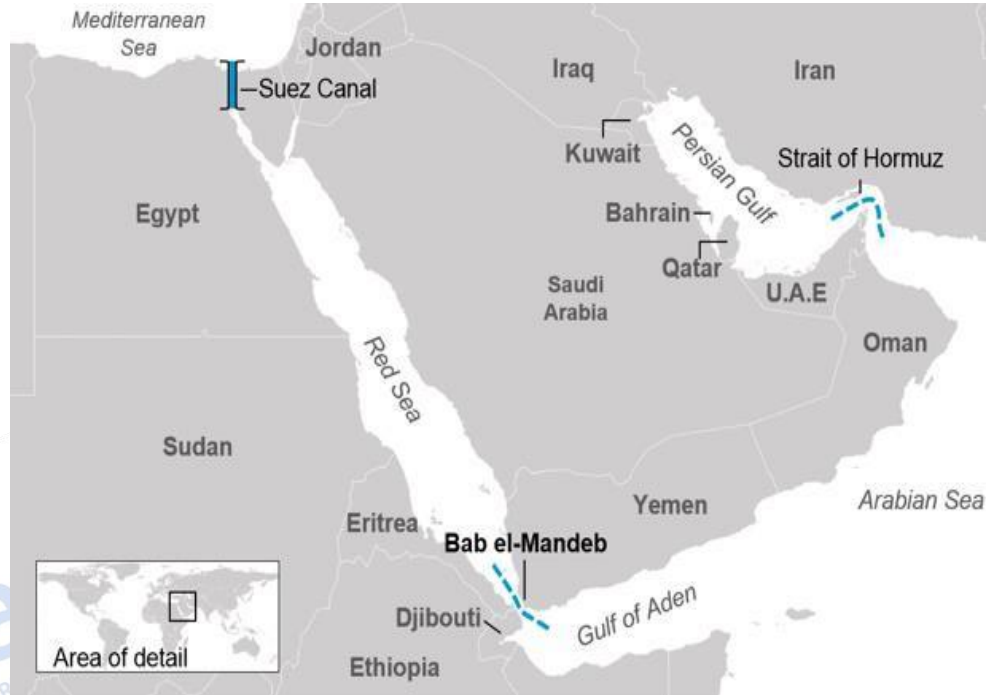 Mediterranean
Sea
Jordan
Suez Canal
Iraq
Iran
Kuwait
Persian Gulf
Strait of Hormuz
Egypt
Bahrain
Qatar
Saudi
Arabia
U.A.E
Oman
Red Sea
Sudan
Yemen
Arabian Sea
Eritrea
Bab el-Mandeb
Djibouti
Gulf of Aden
Ethiopia
Area of detail